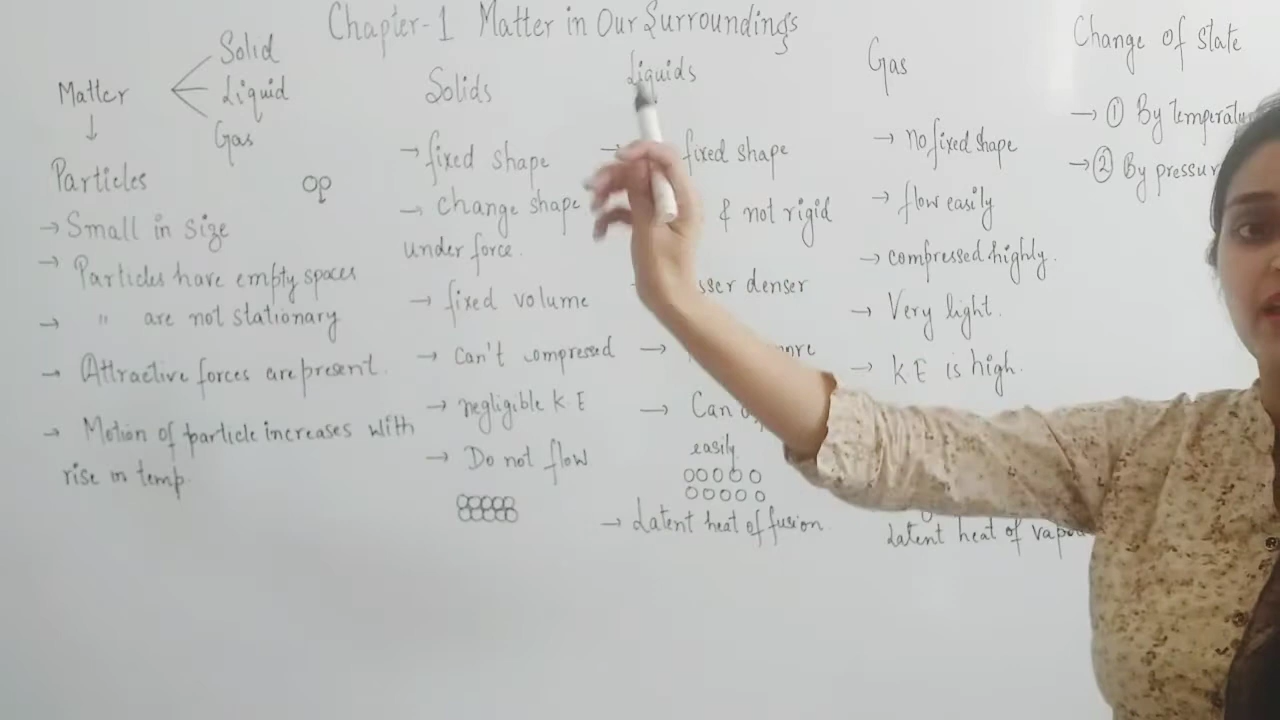 Chapter-1 Matter in Our Surroundings
Matter
Solid
Liquid
Gas
↓
Particles
→ Small in size
→ Particles have empty spaces
→ " are not stationary
→ Attractive forces are present.
→ Motion of particle increases with
rise in temp.
Solids
→ fixed shape
→ Change shape
under force.
→ fixed volume
→ Can't compressed
→ negligible K.E
→ Do not flow
Liquids
→ fixed shape
& not rigid
denser
→
→ Can
easily
→ Latent heat of fusion
Gas
→ no fixed shape
→ flow easily
→ compressed highly.
→ Very light.
→ KE is high.
Latent heat of
Change of state
→ ① By
→ ② By